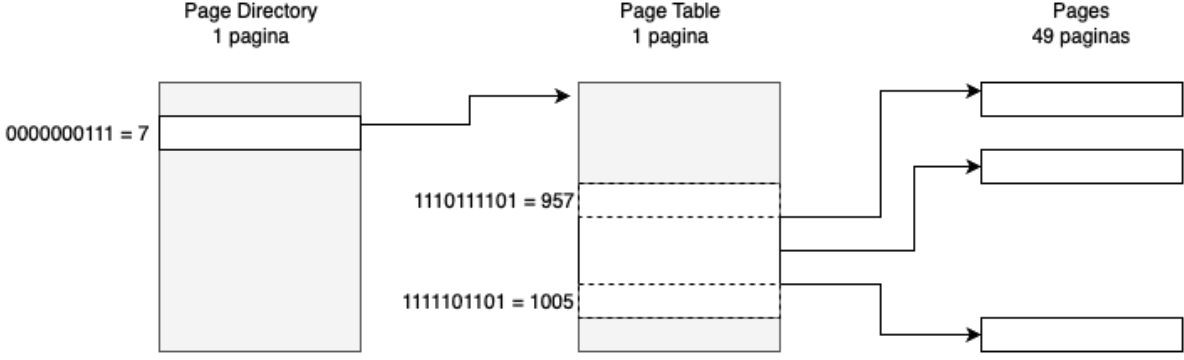 Page Directory
1 pagina
Page Table
1 pagina
Pages
49 paginas
0000000111 = 7
1110111101 = 957
1111101101 = 1005